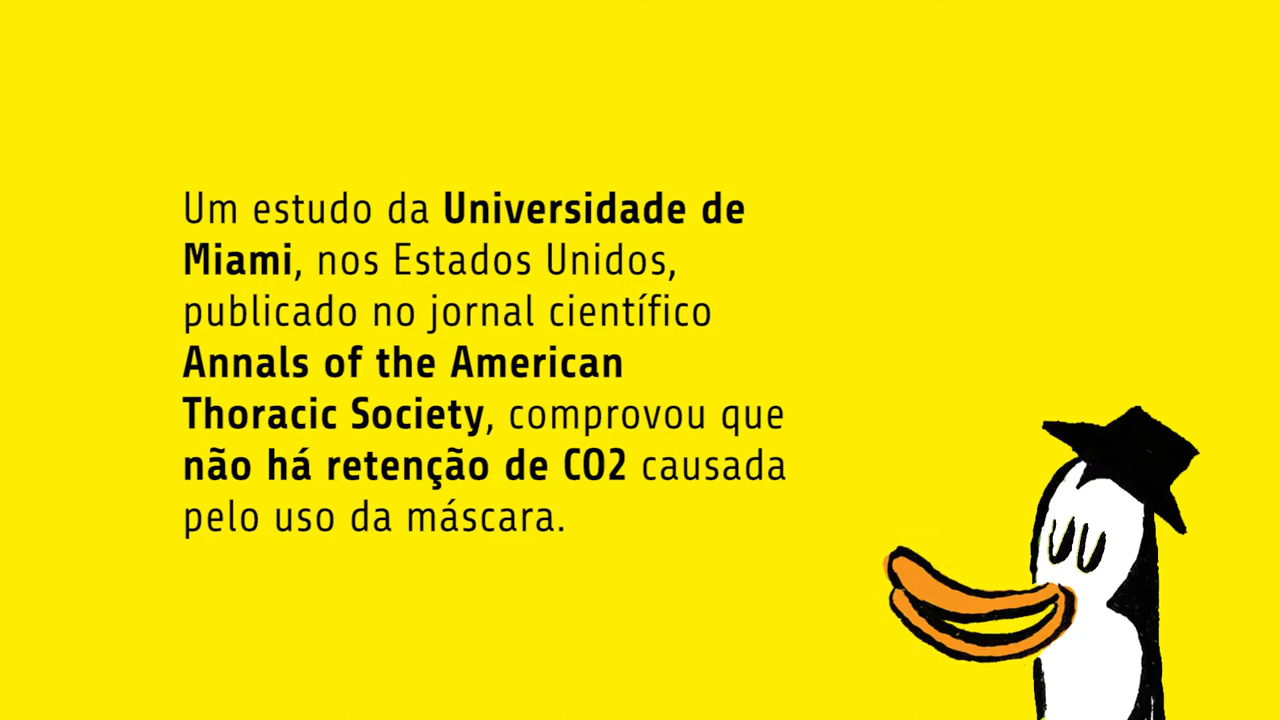 Um estudo da Universidade de
Miami, nos Estados Unidos,
publicado no jornal científico
Annals of the American
Thoracic Society, comprovou que
não há retenção de CO2 causada
pelo uso da máscara.